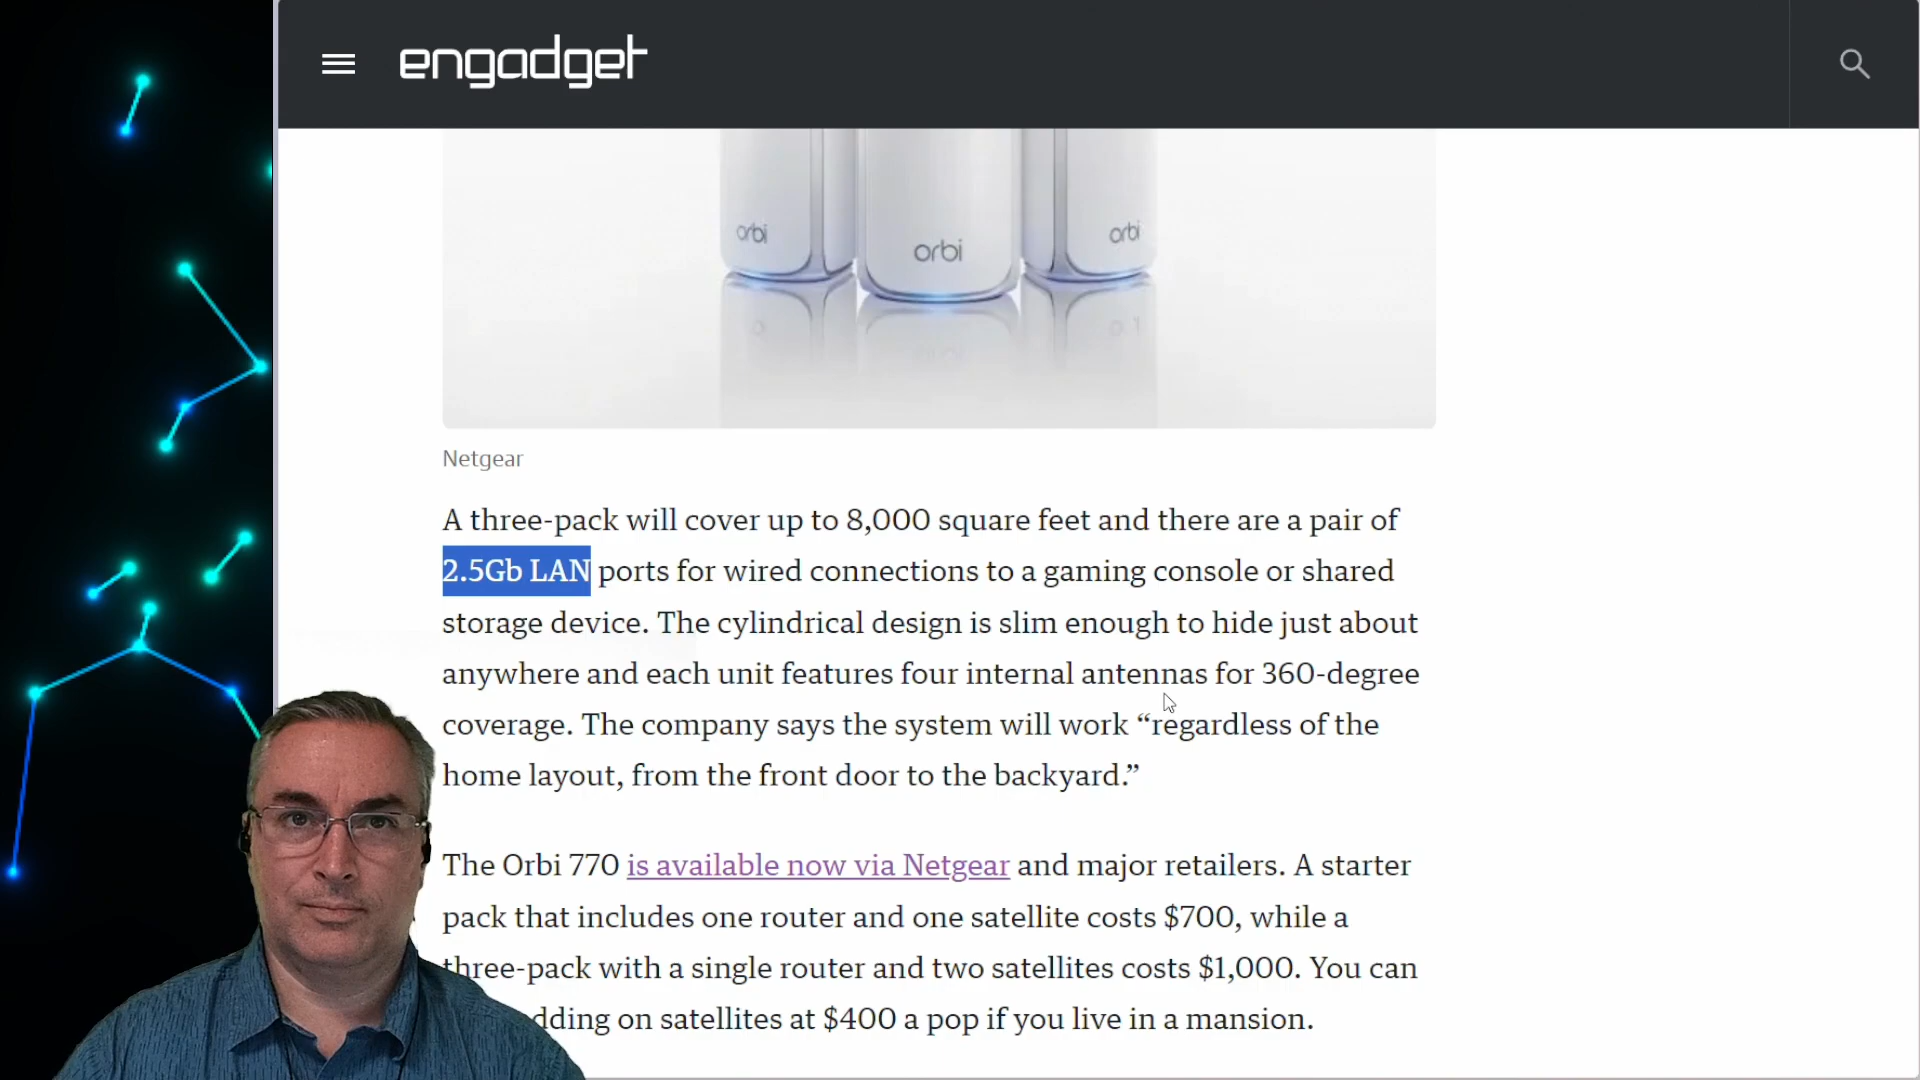 engadget
orbi
orbi
orbi
Netgear
A three-pack will cover up to 8,000 square feet and there are a pair of
2.5Gb LAN ports for wired connections to a gaming console or shared
storage device. The cylindrical design is slim enough to hide just about
anywhere and each unit features four internal antennas for 360-degree
coverage. The company says the system will work “regardless of the
home layout, from the front door to the backyard.”
The Orbi 770 is available now via Netgear and major retailers. A starter
pack that includes one router and one satellite costs $700, while a
three-pack with a single router and two satellites costs $1,000. You can
dding on satellites at $400 a pop if you live in a mansion.